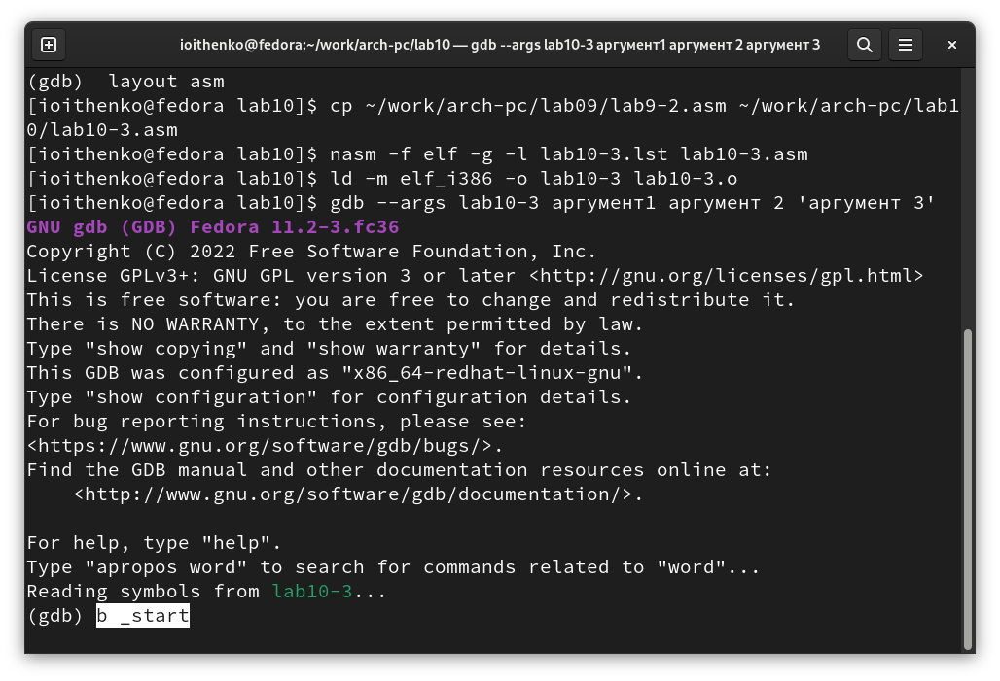 ioithenko@fedora:~/work/arch-pc/lab10 — gdb --args lab10-3 аргумент1 аргумент 2 аргумент 3
(gdb)  layout asm
[ioithenko@fedora lab10]$ cp ~/work/arch-pc/lab09/lab9-2.asm ~/work/arch-pc/lab1
0/lab10-3.asm
[ioithenko@fedora lab10]$ nasm -f elf -g -l lab10-3.lst lab10-3.asm
[ioithenko@fedora lab10]$ ld -m elf_i386 -o lab10-3 lab10-3.o
[ioithenko@fedora lab10]$ gdb --args lab10-3 аргумент1 аргумент 2 'аргумент 3'
GNU gdb (GDB) Fedora 11.2-3.fc36
Copyright (C) 2022 Free Software Foundation, Inc.
License GPLv3+: GNU GPL version 3 or later <http://gnu.org/licenses/gpl.html>
This is free software: you are free to change and redistribute it.
There is NO WARRANTY, to the extent permitted by law.
Type "show copying" and "show warranty" for details.
This GDB was configured as "x86_64-redhat-linux-gnu".
Type "show configuration" for configuration details.
For bug reporting instructions, please see:
<https://www.gnu.org/software/gdb/bugs/>.
Find the GDB manual and other documentation resources online at:
    <http://www.gnu.org/software/gdb/documentation/>.

For help, type "help".
Type "apropos word" to search for commands related to "word"...
Reading symbols from lab10-3...
(gdb) b _start